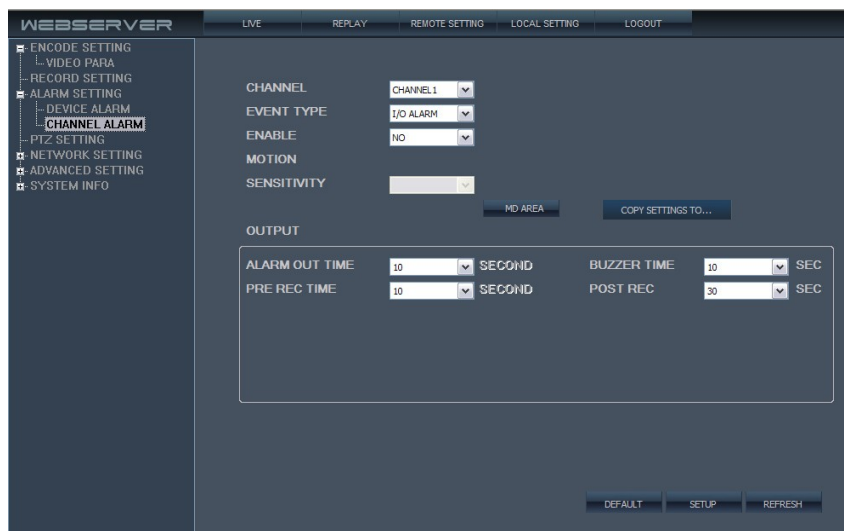 WEBSERVER
LIVE REPLAY REMOTE SETTING LOCAL SETTING LOGOUT
ENCODE SETTING
VIDEO PARA
RECORD SETTING
ALARM SETTING
DEVICE ALARM
CHANNEL ALARM
PTZ SETTING
NETWORK SETTING
ADVANCED SETTING
SYSTEM INFO
CHANNEL CHANNEL1
EVENT TYPE I/O ALARM
ENABLE NO
MOTION
SENSITIVITY
MD AREA COPY SETTINGS TO...
OUTPUT
ALARM OUT TIME 10 SECOND BUZZER TIME 10 SEC
PRE REC TIME 10 SECOND POST REC 30 SEC
DEFAULT SETUP REFRESH